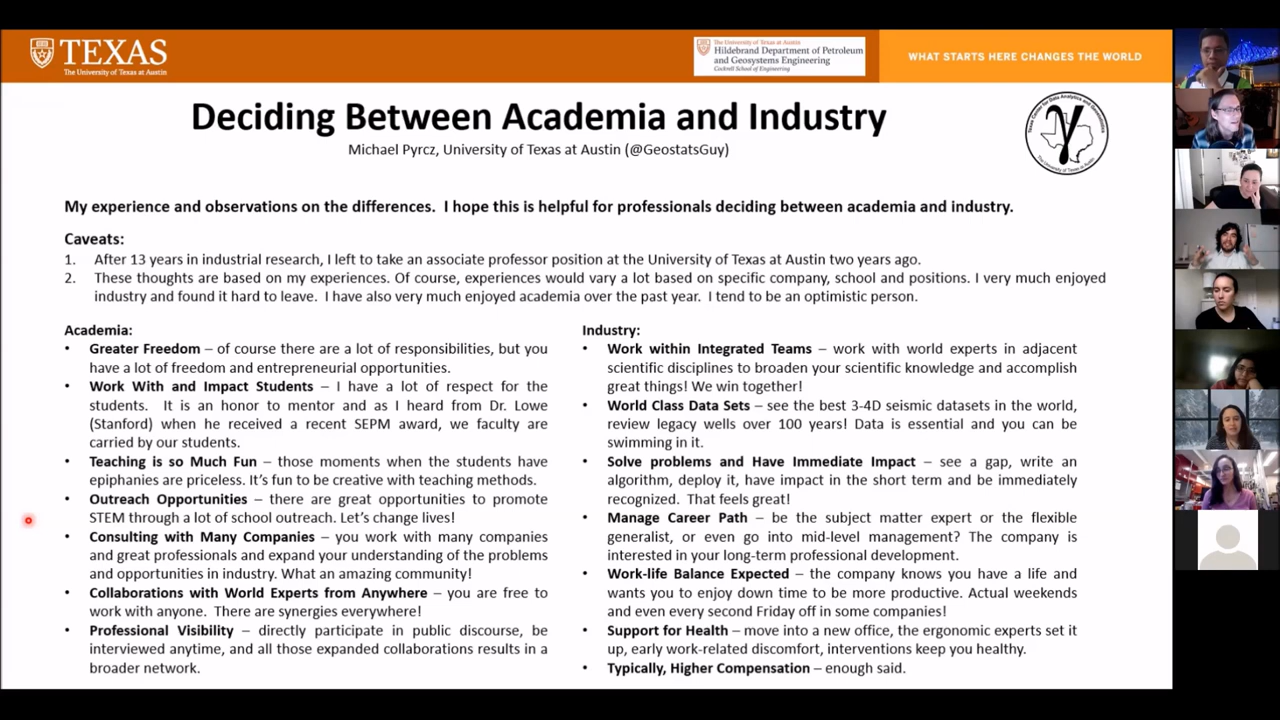 TEXAS
The University of Texas at Austin
The University of Texas at Austin
Hildebrand Department of Petroleum
and Geosystems Engineering
Cockrell School of Engineering
WHAT STARTS HERE CHANGES THE WORLD
Deciding Between Academia and Industry
Michael Pyrcz, University of Texas at Austin (@GeostatsGuy)
My experience and observations on the differences.  I hope this is helpful for professionals deciding between academia and industry.
Caveats:
1. After 13 years in industrial research, I left to take an associate professor position at the University of Texas at Austin two years ago.
2. These thoughts are based on my experiences. Of course, experiences would vary a lot based on specific company, school and positions. I very much enjoyed
industry and found it hard to leave.  I have also very much enjoyed academia over the past year.  I tend to be an optimistic person.
Academia:
• Greater Freedom – of course there are a lot of responsibilities, but you
have a lot of freedom and entrepreneurial opportunities.
• Work With and Impact Students – I have a lot of respect for the
students.  It is an honor to mentor and as I heard from Dr. Lowe
(Stanford) when he received a recent SEPM award, we faculty are
carried by our students.
• Teaching is so Much Fun – those moments when the students have
epiphanies are priceless. It's fun to be creative with teaching methods.
• Outreach Opportunities – there are great opportunities to promote
STEM through a lot of school outreach. Let's change lives!
• Consulting with Many Companies – you work with many companies
and great professionals and expand your understanding of the problems
and opportunities in industry. What an amazing community!
• Collaborations with World Experts from Anywhere – you are free to
work with anyone.  There are synergies everywhere!
• Professional Visibility – directly participate in public discourse, be
interviewed anytime, and all those expanded collaborations results in a
broader network.
Industry:
• Work within Integrated Teams – work with world experts in adjacent
scientific disciplines to broaden your scientific knowledge and accomplish
great things! We win together!
• World Class Data Sets – see the best 3-4D seismic datasets in the world,
review legacy wells over 100 years! Data is essential and you can be
swimming in it.
• Solve problems and Have Immediate Impact – see a gap, write an
algorithm, deploy it, have impact in the short term and be immediately
recognized.  That feels great!
• Manage Career Path – be the subject matter expert or the flexible
generalist, or even go into mid-level management? The company is
interested in your long-term professional development.
• Work-life Balance Expected – the company knows you have a life and
wants you to enjoy down time to be more productive. Actual weekends
and even every second Friday off in some companies!
• Support for Health – move into a new office, the ergonomic experts set it
up, early work-related discomfort, interventions keep you healthy.
• Typically, Higher Compensation – enough said.